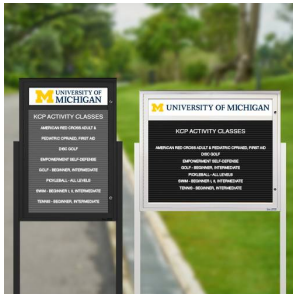 M UNIVERSITY OF
MICHIGAN
KCP ACTIVITY CLASSES
AMERICAN RED CROSS ADULT &
PEDIATRIC CPR/AED, FIRST AID
DISC GOLF
EMPOWERMENT SELF-DEFENSE
GOLF - BEGINNER, INTERMEDIATE
PICKLEBALL - ALL LEVELS
SWIM - BEGINNER I, II, INTERMEDIATE
TENNIS - BEGINNER, INTERMEDIATE
M UNIVERSITY OF MICHIGAN
KCP ACTIVITY CLASSES
AMERICAN RED CROSS ADULT & PEDIATRIC CPR/AED, FIRST AID
DISC GOLF
EMPOWERMENT SELF-DEFENSE
GOLF - BEGINNER, INTERMEDIATE
PICKLEBALL - ALL LEVELS
SWIM - BEGINNER I, II, INTERMEDIATE
TENNIS - BEGINNER, INTERMEDIATE